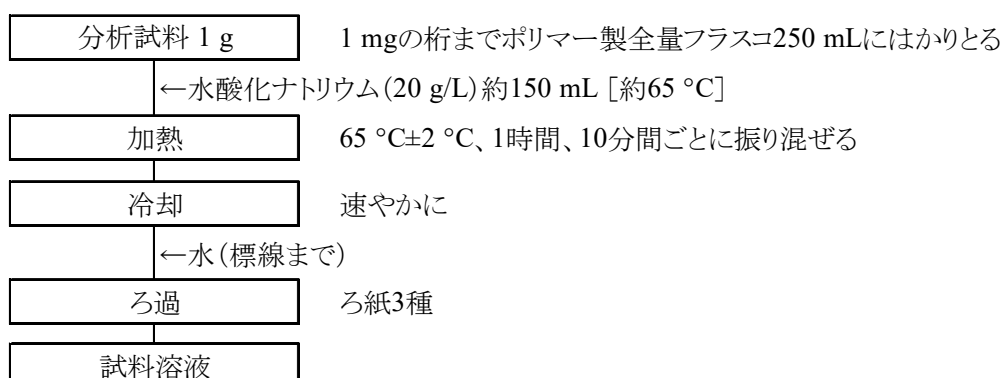 分析試料 1 g 1 mgの桁までポリマー製全量フラスコ250 mLにはかりとる
←水酸化ナトリウム(20 g/L)約150 mL [約65 °C]
加熱 65 °C±2 °C、1時間、10分間ごとに振り混ぜる
冷却 速やかに
←水(標線まで)
ろ過 ろ紙3種
試料溶液